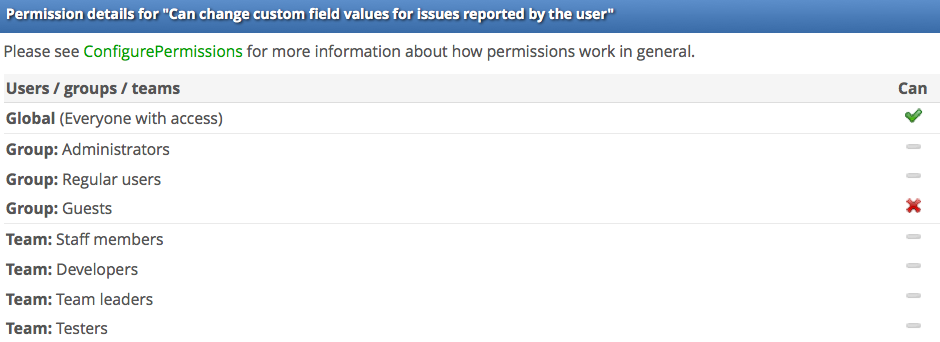 Permission details for "Can change custom field values for issues reported by the user"
Please see ConfigurePermissions for more information about how permissions work in general.
Users / groups / teams Can
Global (Everyone with access)
Group: Administrators
Group: Regular users
Group: Guests
Team: Staff members
Team: Developers
Team: Team leaders
Team: Testers